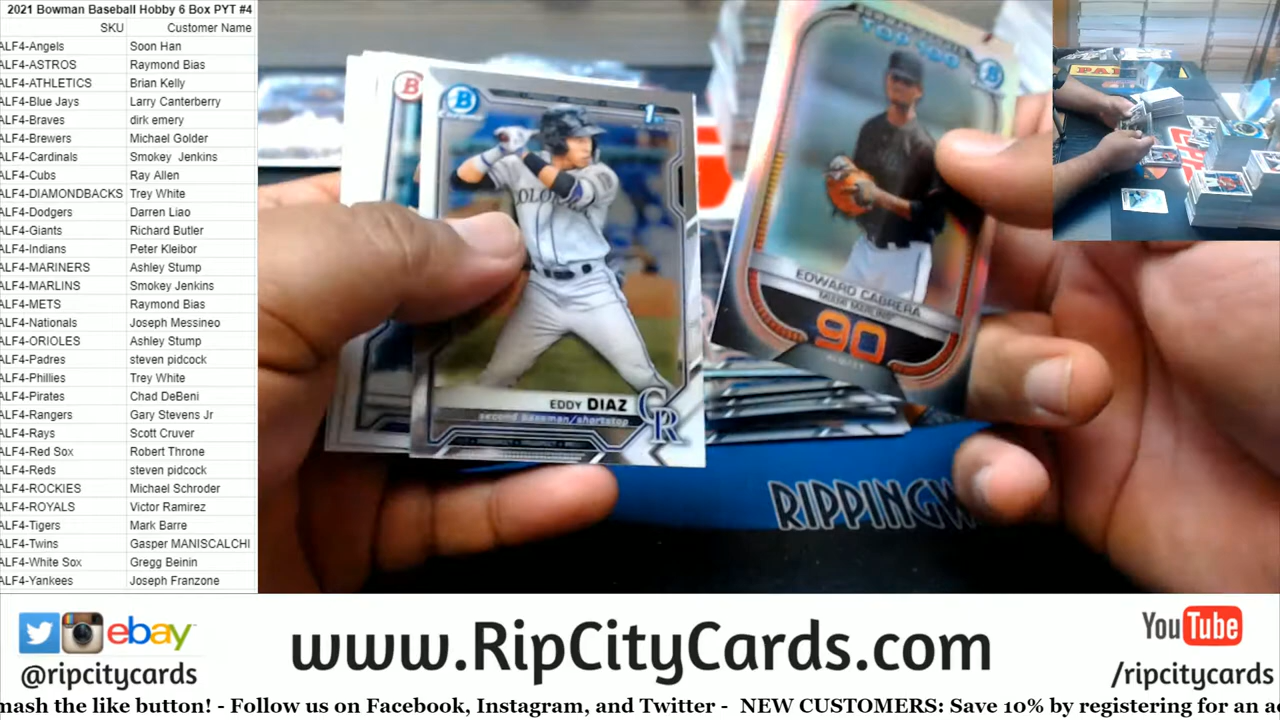 2021 Bowman Baseball Hobby 6 Box PYT #4
SKU Customer Name
ALF4-Angels Soon Han
ALF4-ASTROS Raymond Bias
ALF4-ATHLETICS Brian Kelly
ALF4-Blue Jays Larry Canterberry
ALF4-Braves dirk emery
ALF4-Brewers Michael Golder
ALF4-Cardinals Smokey Jenkins
ALF4-Cubs Ray Allen
ALF4-DIAMONDBACKS Trey White
ALF4-Dodgers Darren Liao
ALF4-Giants Richard Butler
ALF4-Indians Peter Kleibor
ALF4-MARINERS Ashley Stump
ALF4-MARLINS Smokey Jenkins
ALF4-METS Raymond Bias
ALF4-Nationals Joseph Messineo
ALF4-ORIOLES Ashley Stump
ALF4-Padres steven pidcock
ALF4-Phillies Trey White
ALF4-Pirates Chad DeBeni
ALF4-Rangers Gary Stevens Jr
ALF4-Rays Scott Cruver
ALF4-Red Sox Robert Throne
ALF4-Reds steven pidcock
ALF4-ROCKIES Michael Schroder
ALF4-ROYALS Victor Ramirez
ALF4-Tigers Mark Barre
ALF4-Twins Gasper MANISCALCHI
ALF4-White Sox Gregg Beinin
ALF4-Yankees Joseph Franzone
B
B
1st
EDDY DIAZ
second baseman/shortstop
CR
TOP 100
EDWARD CABRERA
MIAMI MARLINS
90
RIPPINGW
ebay
@ripcitycards
www.RipCityCards.com
YouTube
/ripcitycards
mash the like button! - Follow us on Facebook, Instagram, and Twitter - NEW CUSTOMERS: Save 10% by registering for an ac